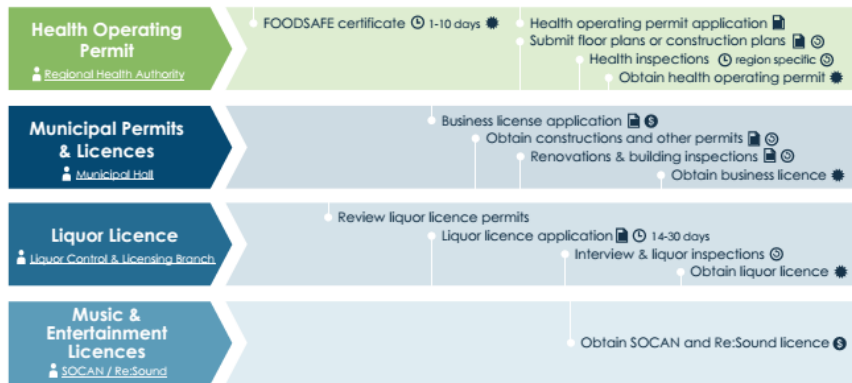 Health Operating
Permit
Regional Health Authority
FOODSAFE certificate 1-10 days
Health operating permit application
Submit floor plans or construction plans
Health inspections region specific
Obtain health operating permit
Municipal Permits
& Licences
Municipal Hall
Business license application $
Obtain constructions and other permits
Renovations & building inspections
Obtain business licence
Liquor Licence
Liquor Control & Licensing Branch
Review liquor licence permits
Liquor licence application 14-30 days
Interview & liquor inspections
Obtain liquor licence
Music &
Entertainment
Licences
SOCAN / Re:Sound
Obtain SOCAN and Re:Sound licence $